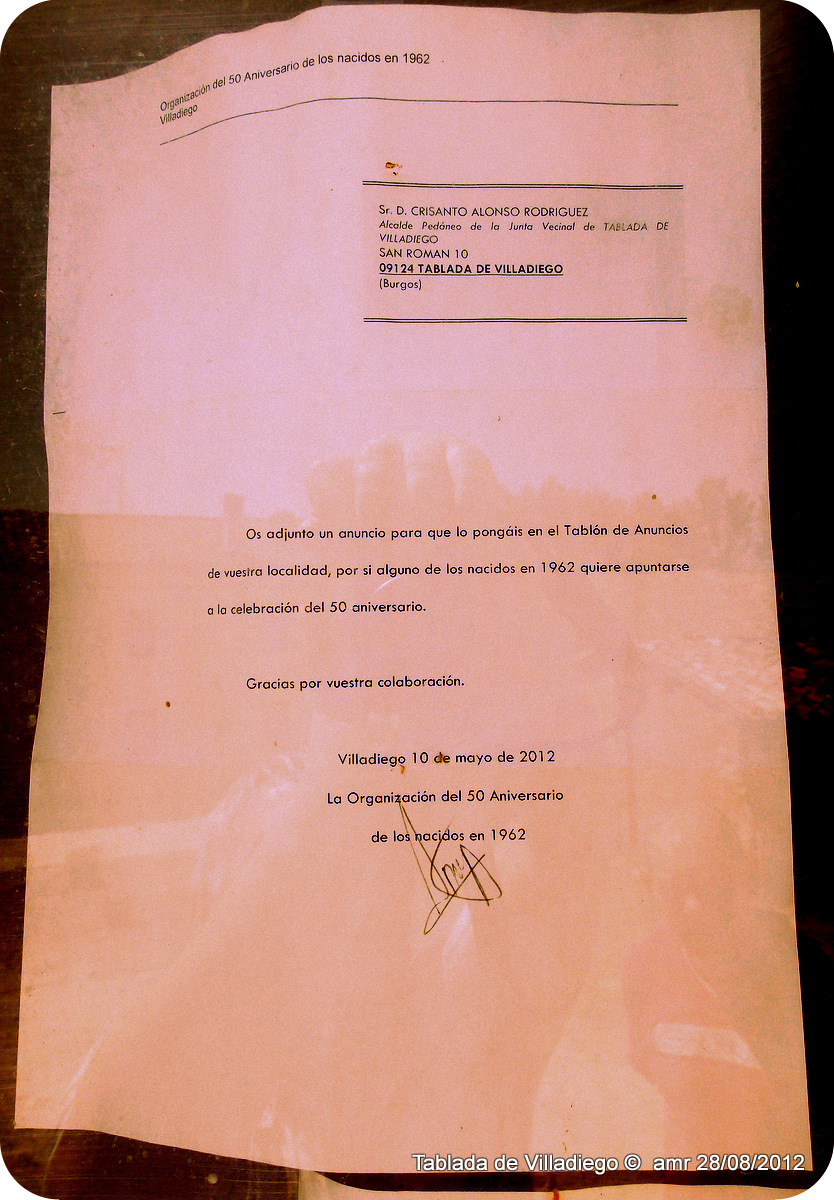 Organización del 50 Aniversario de los nacidos en 1962
Villadiego
Sr. D. CRISANTO ALONSO RODRIGUEZ
Alcalde Pedáneo de la Junta Vecinal de TABLADA DE
VILLADIEGO
SAN ROMAN 10
09124 TABLADA DE VILLADIEGO
(Burgos)
Os adjunto un anuncio para que lo pongáis en el Tablón de Anuncios
de vuestra localidad, por si alguno de los nacidos en 1962 quiere apuntarse
a la celebración del 50 aniversario.
Gracias por vuestra colaboración.
Villadiego 10 de mayo de 2012
La Organización del 50 Aniversario
de los nacidos en 1962
Tablada de Villadiego © amr 28/08/2012